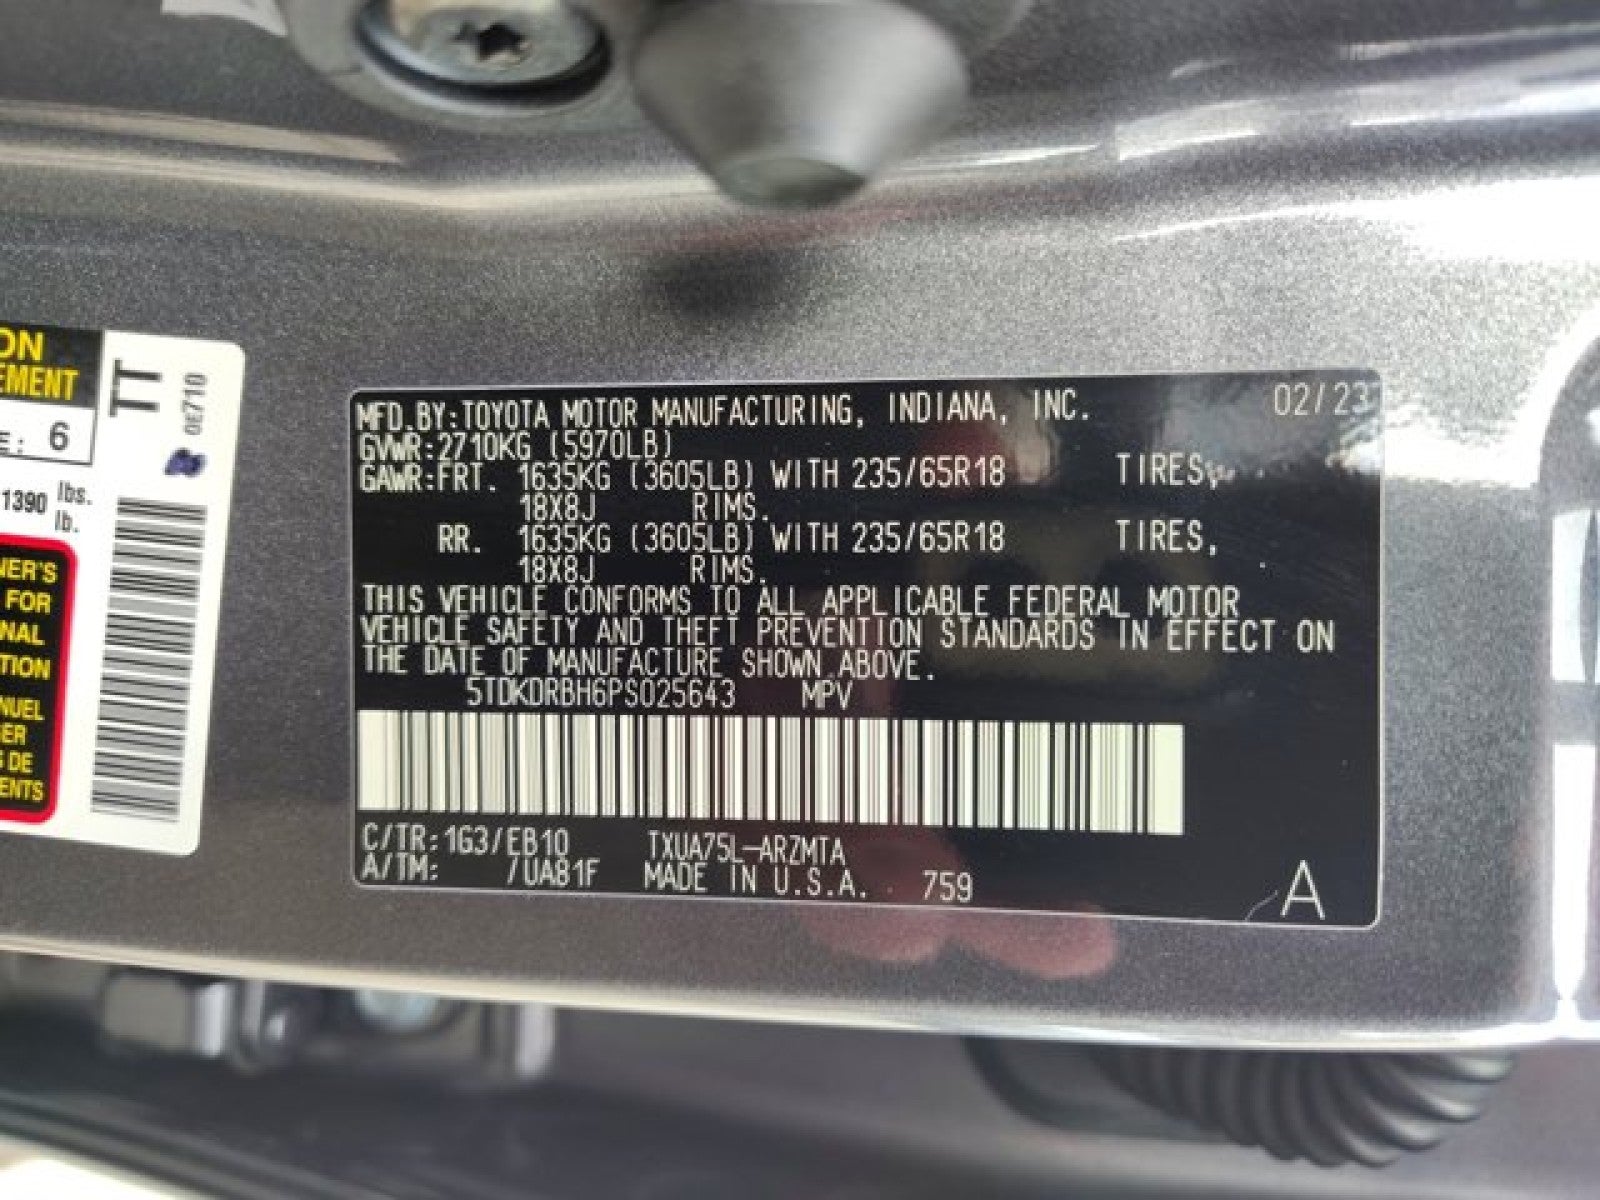 ON
EMENT
E: 6
1390 lbs.
lb.
NER'S
FOR
NAL
TION
NUEL
GER
S DE
ENTS
TT
02710
MFD.BY:TOYOTA MOTOR MANUFACTURING, INDIANA, INC. 02/23
GVWR:2710KG (5970LB)
GAWR:FRT. 1635KG (3605LB) WITH 235/65R18 TIRES,
18X8J RIMS.
RR. 1635KG (3605LB) WITH 235/65R18 TIRES,
18X8J RIMS.
THIS VEHICLE CONFORMS TO ALL APPLICABLE FEDERAL MOTOR
VEHICLE SAFETY AND THEFT PREVENTION STANDARDS IN EFFECT ON
THE DATE OF MANUFACTURE SHOWN ABOVE.
5TDKDRBH6PS025643 MPV
C/TR:1G3/EB10 TXUA75L-ARZMTA
A/TM: /UA81F MADE IN U.S.A. 759
A